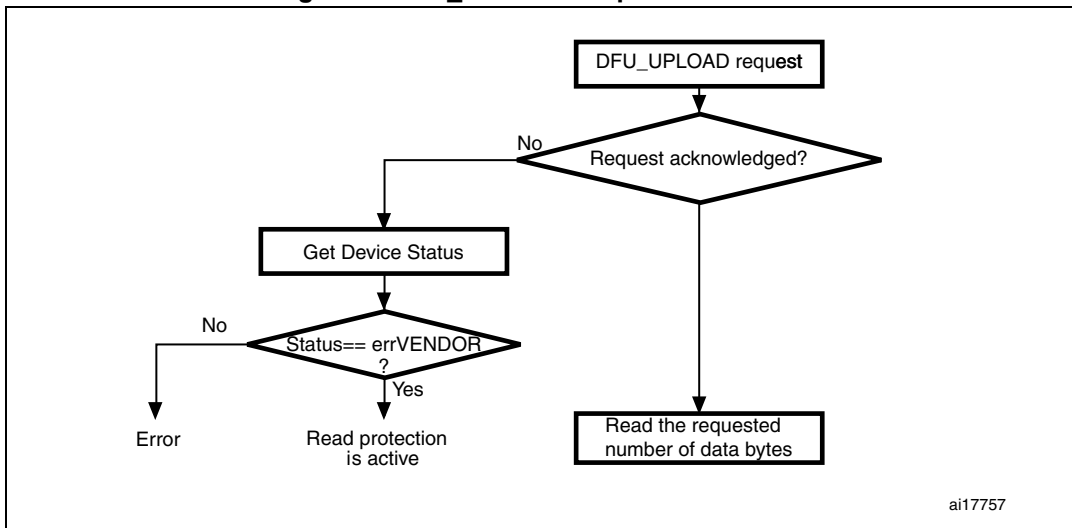 DFU_UPLOAD request
No
Request acknowledged?
Get Device Status
No
Status== errVENDOR
?
Yes
Error
Read protection
is active
Read the requested
number of data bytes
ai17757